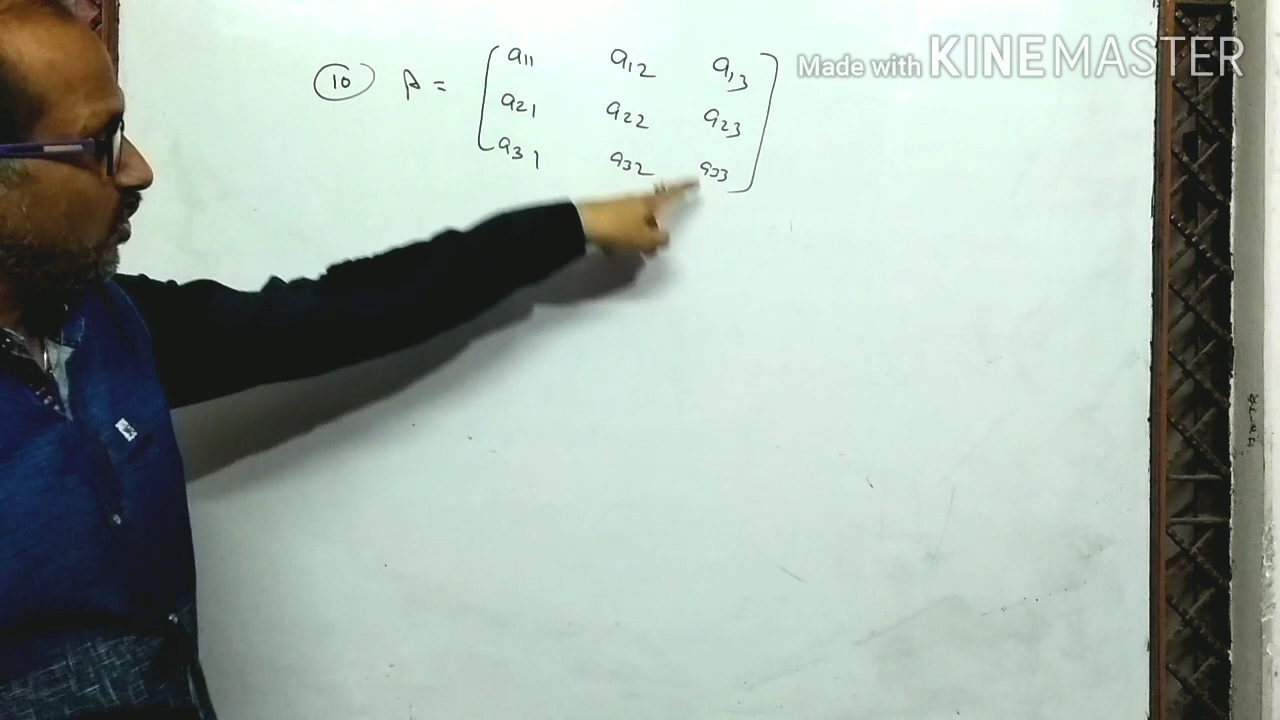 Made with KINEMASTER
(10) A = [ a11 a12 a13
a21 a22 a23
a31 a32 a33 ]